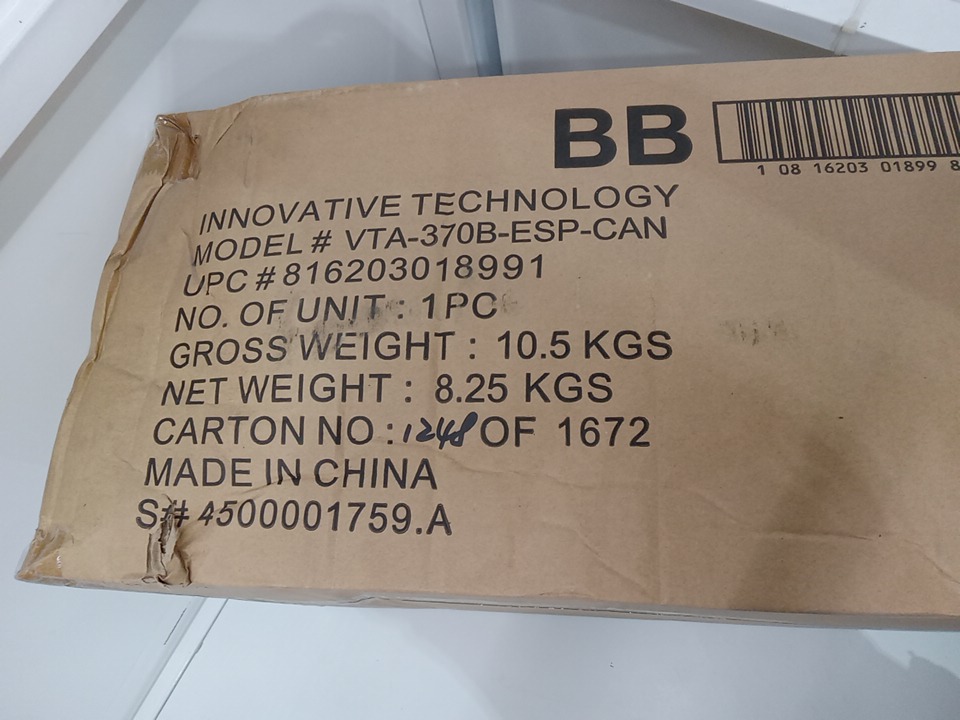 BB
1 08 16203 01899 8
INNOVATIVE TECHNOLOGY
MODEL # VTA-370B-ESP-CAN
UPC # 816203018991
NO. OF UNIT : 1PC
GROSS WEIGHT : 10.5 KGS
NET WEIGHT : 8.25 KGS
CARTON NO : 1248 OF 1672
MADE IN CHINA
S# 4500001759.A